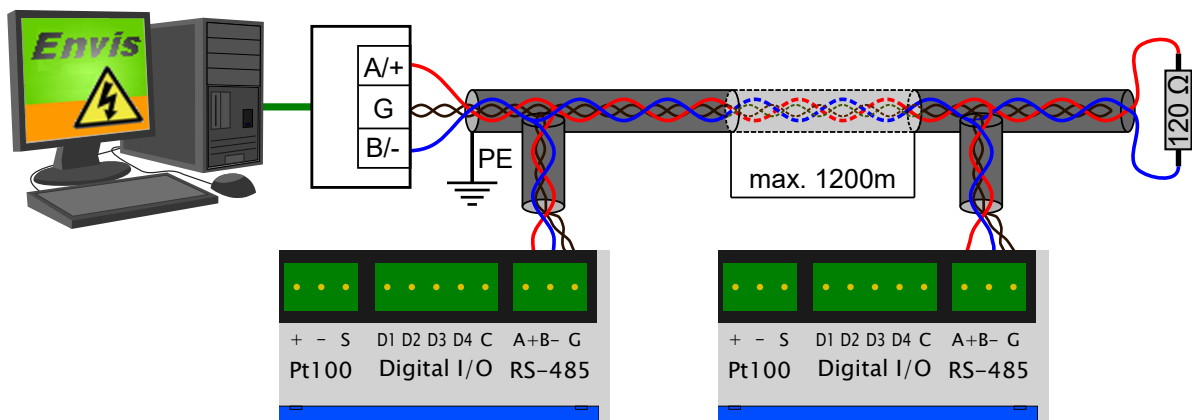 Envis
A/+
G
B/-
PE
max. 1200m
120 Ω
+ - S D1 D2 D3 D4 C A+B- G
Pt100 Digital I/O RS-485
+ - S D1 D2 D3 D4 C A+B- G
Pt100 Digital I/O RS-485